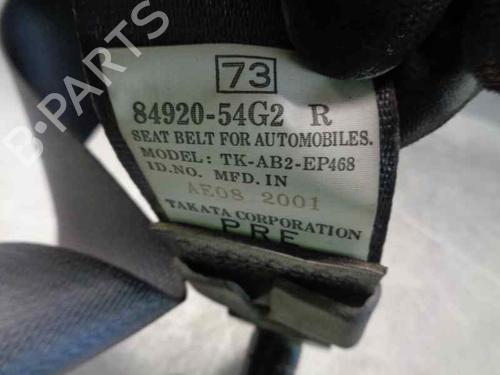 73
84920-54G2 R
SEAT BELT FOR AUTOMOBILES.
MODEL: TK-AB2-EP468
ID.NO. MFD. IN
AE08 2001
TAKATA CORPORATION
PRE
B-PARTS